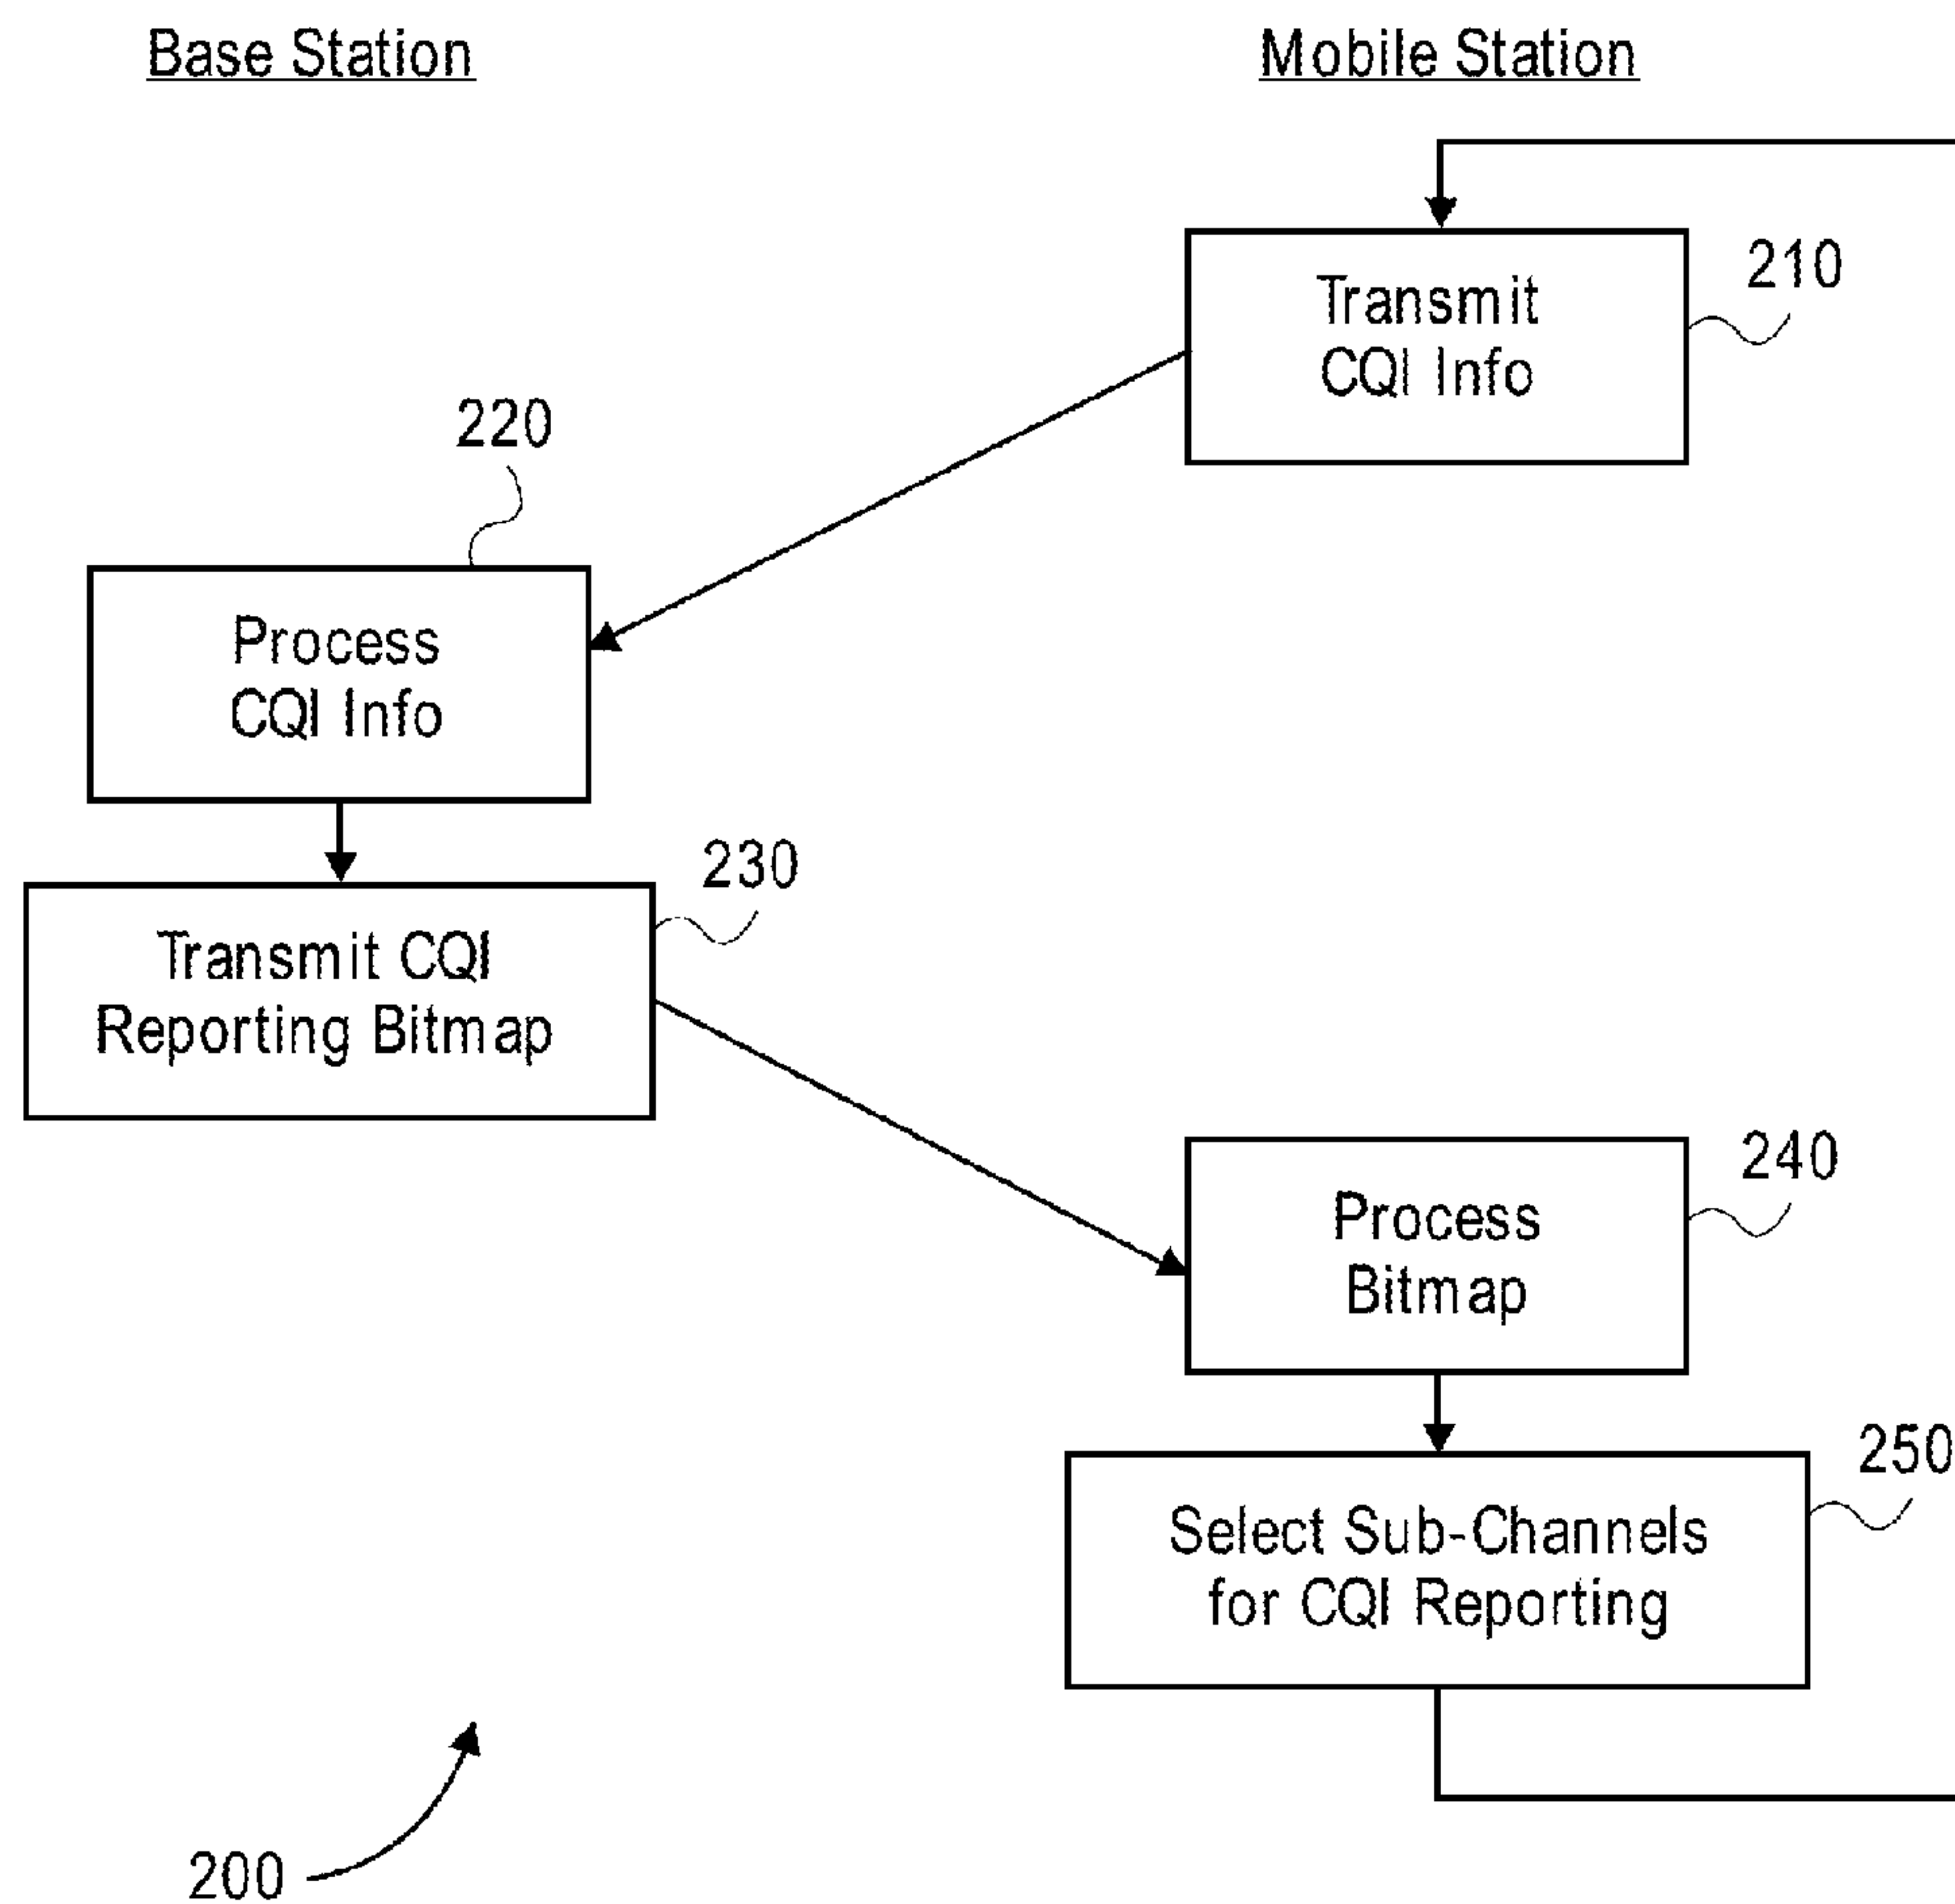 Base Station
Mobile Station
210
Transmit
CQI Info
220
Process
CQI Info
230
Transmit CQI
Reporting Bitmap
240
Process
Bitmap
250
Select Sub-Channels
for CQI Reporting
200